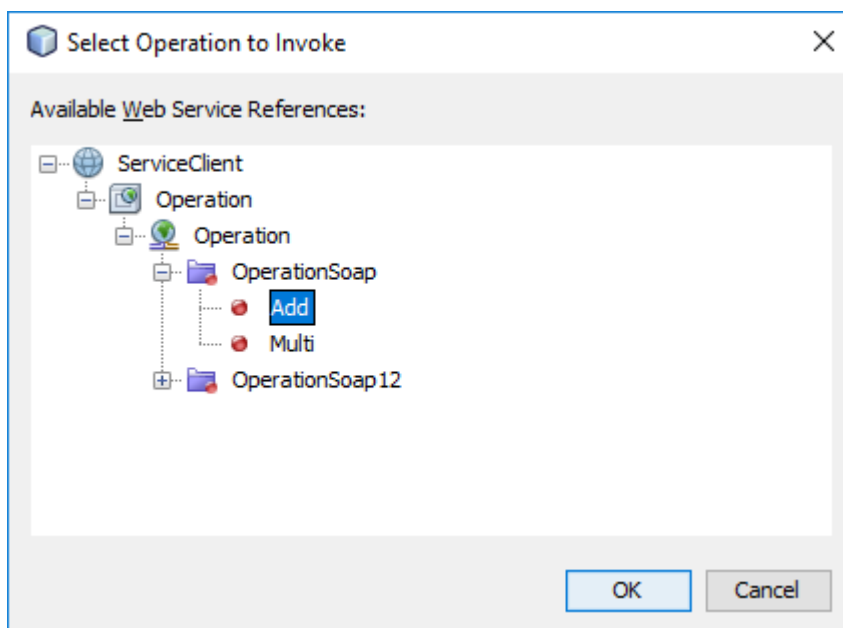 Select Operation to Invoke
Available Web Service References:
ServiceClient
Operation
Operation
OperationSoap
Add
Multi
OperationSoap12
OK Cancel